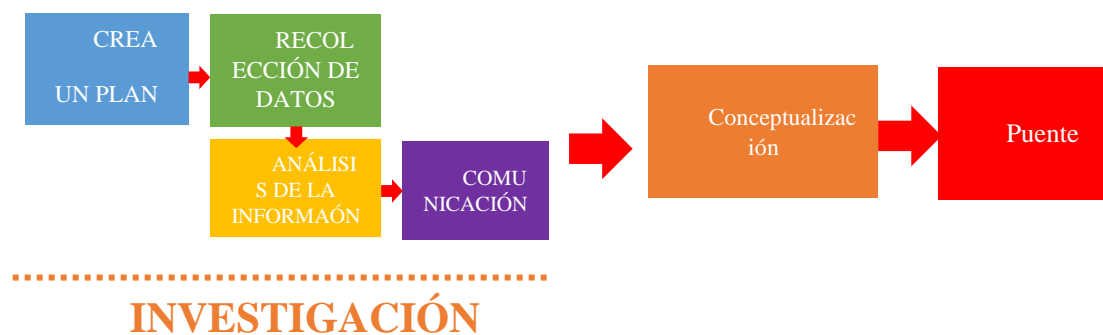 CREA
UN PLAN
RECOL
ECCIÓN DE
DATOS
ANÁLISI
S DE LA
INFORMAÓN
COMU
NICACIÓN
Conceptualizac
ión
Puente
INVESTIGACIÓN